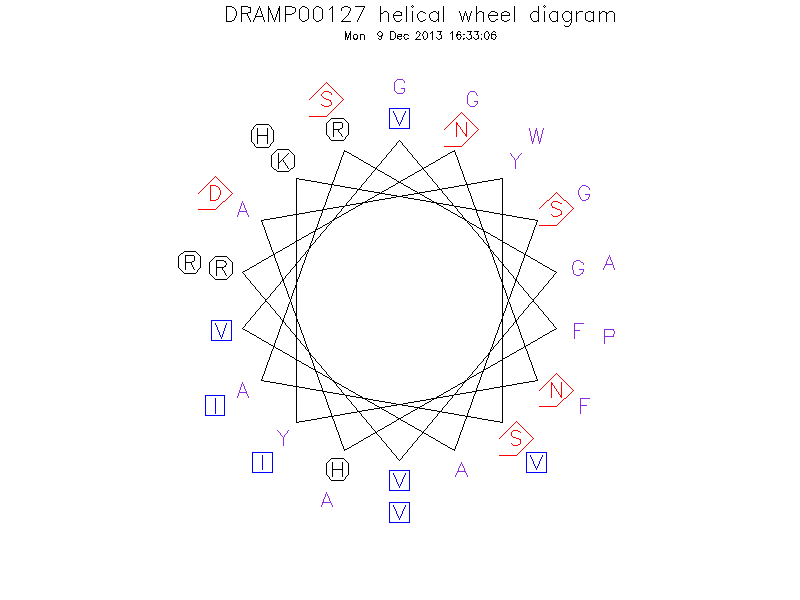 DRAMP00127 helical wheel diagram
Mon 9 Dec 2013 16:33:06
G
S G
V
R N
H W
K Y
D G
A S
R R G A
V F P
A N
I F
Y S
I V
H A
V
A
V